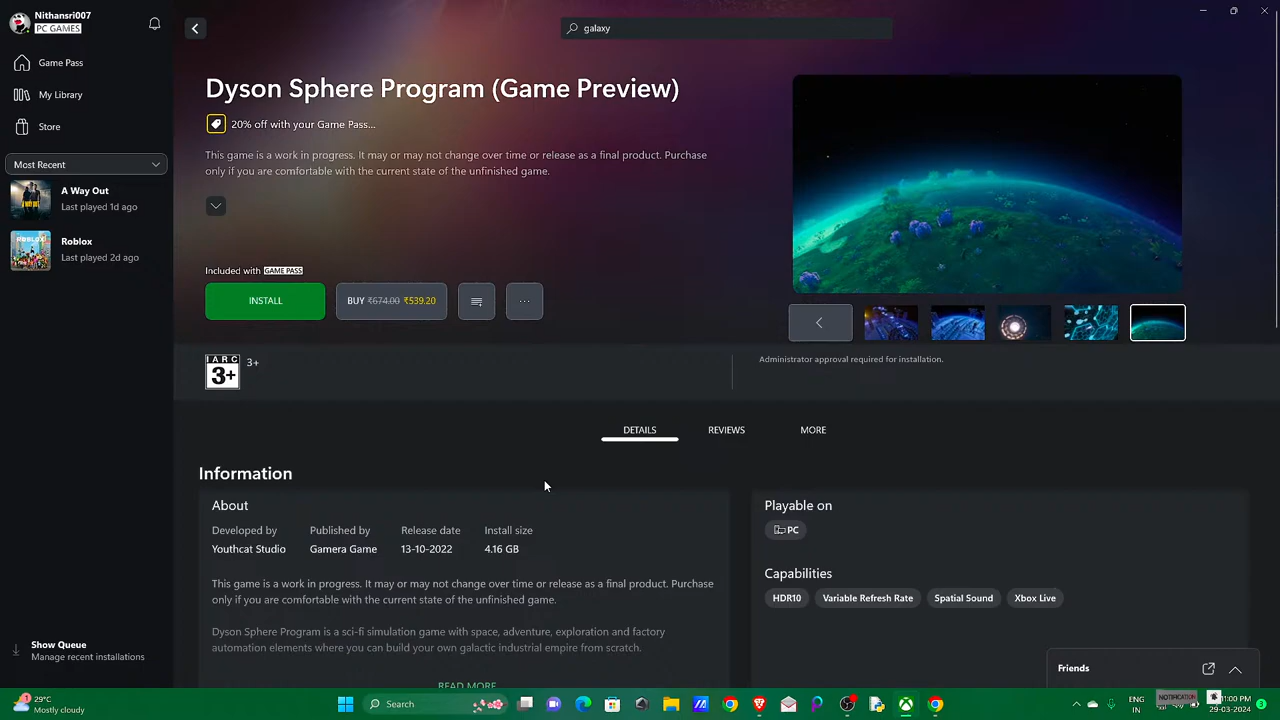 Nithansri007
PC GAMES
galaxy
Game Pass
My Library
Store
Most Recent
A Way Out
Last played 1d ago
Roblox
Last played 2d ago
Dyson Sphere Program (Game Preview)
20% off with your Game Pass...
This game is a work in progress. It may or may not change over time or release as a final product. Purchase
only if you are comfortable with the current state of the unfinished game.
Included with GAME PASS
INSTALL
BUY ₹674.00 ₹539.20
IARC
3+
3+
Administrator approval required for installation.
DETAILS
REVIEWS
MORE
Information
About
Developed by
Published by
Release date
Install size
Youthcat Studio
Gamera Game
13-10-2022
4.16 GB
This game is a work in progress. It may or may not change over time or release as a final product. Purchase
only if you are comfortable with the current state of the unfinished game.
Dyson Sphere Program is a sci-fi simulation game with space, adventure, exploration and factory
automation elements where you can build your own galactic industrial empire from scratch.
READ MORE
Playable on
PC
Capabilities
HDR10
Variable Refresh Rate
Spatial Sound
Xbox Live
Friends
Show Queue
Manage recent installations
29°C
Mostly cloudy
Search
ENG
IN
NOTIFICATION
:00 PM
29-03-2024
3